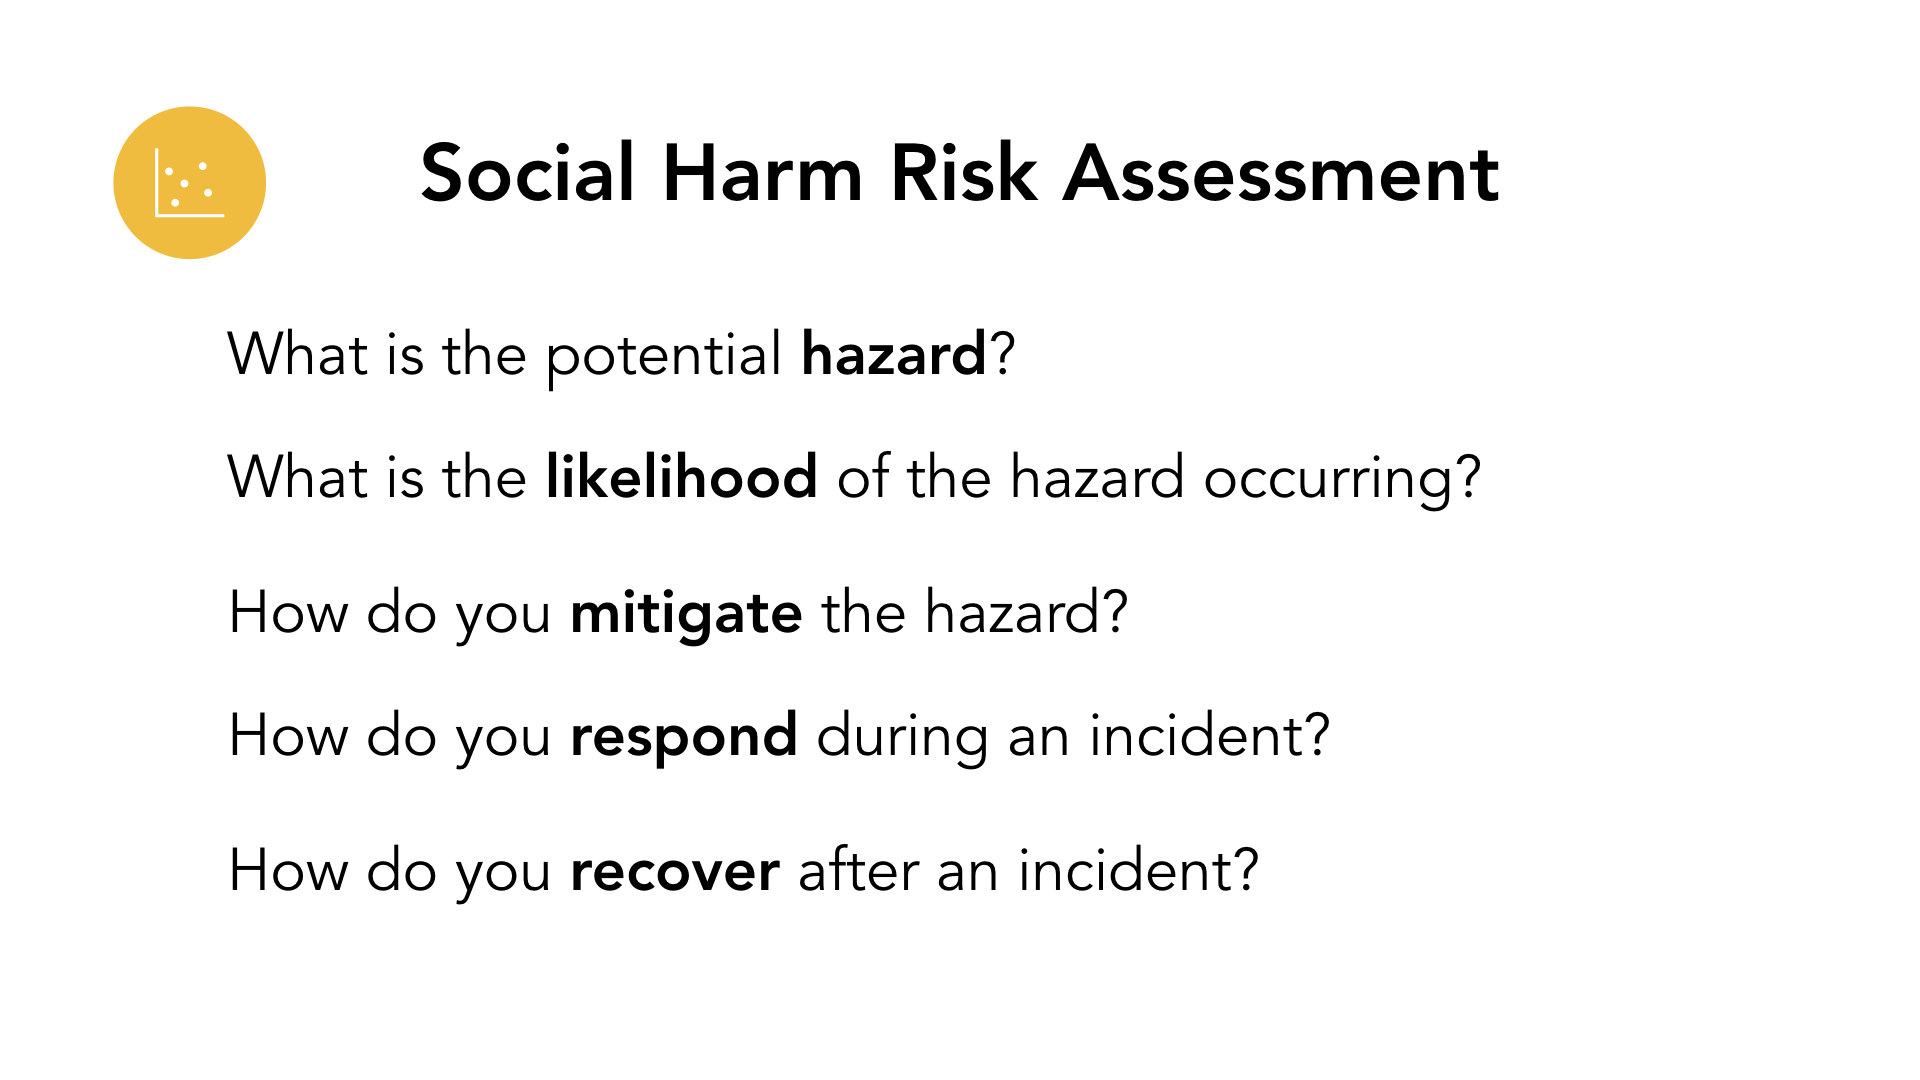 Social Harm Risk Assessment
What is the potential hazard?
What is the likelihood of the hazard occurring?
How do you mitigate the hazard?
How do you respond during an incident?
How do you recover after an incident?